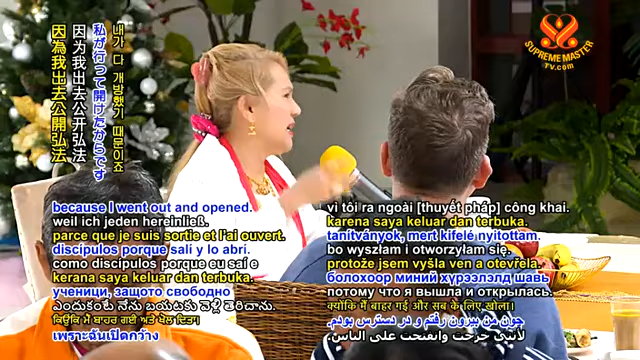 내가 다 개방했기 때문이죠
私が行って開けたからです
因为我出去公开弘法
因為我出去公開弘法
SUPREME MASTER
TV.com
because I went out and opened.
weil ich jeden hereinließ.
parce que je suis sortie et l'ai ouvert.
discípulos porque salí y lo abrí.
como discípulos porque eu saí e
kerana saya keluar dan terbuka.
ученици, защото свободно
ఎందుకంటే నేను బయటకు వెళ్లి తెరిచాను.
ਕਿਉਂਕਿ ਮੈਂ ਬਾਹਰ ਗਈ ਅਤੇ ਖੋਲ ਦਿਤਾ।
เพราะฉันเปิดกว้าง
vì tôi ra ngoài [thuyết pháp] công khai.
karena saya keluar dan terbuka.
tanítványok, mert kifelé nyitottam.
bo wyszłam i otworzyłam się.
protože jsem vyšla ven a otevřela.
болохоор миний хүрээлэлд шавь
потому что я вышла и открылась.
क्योंकि मैं बाहर गई और सब के लिए खोला।
چون من بیرون رفتم و در دسترس بودم.
لأنني خرجت وانفتحت على الناس.